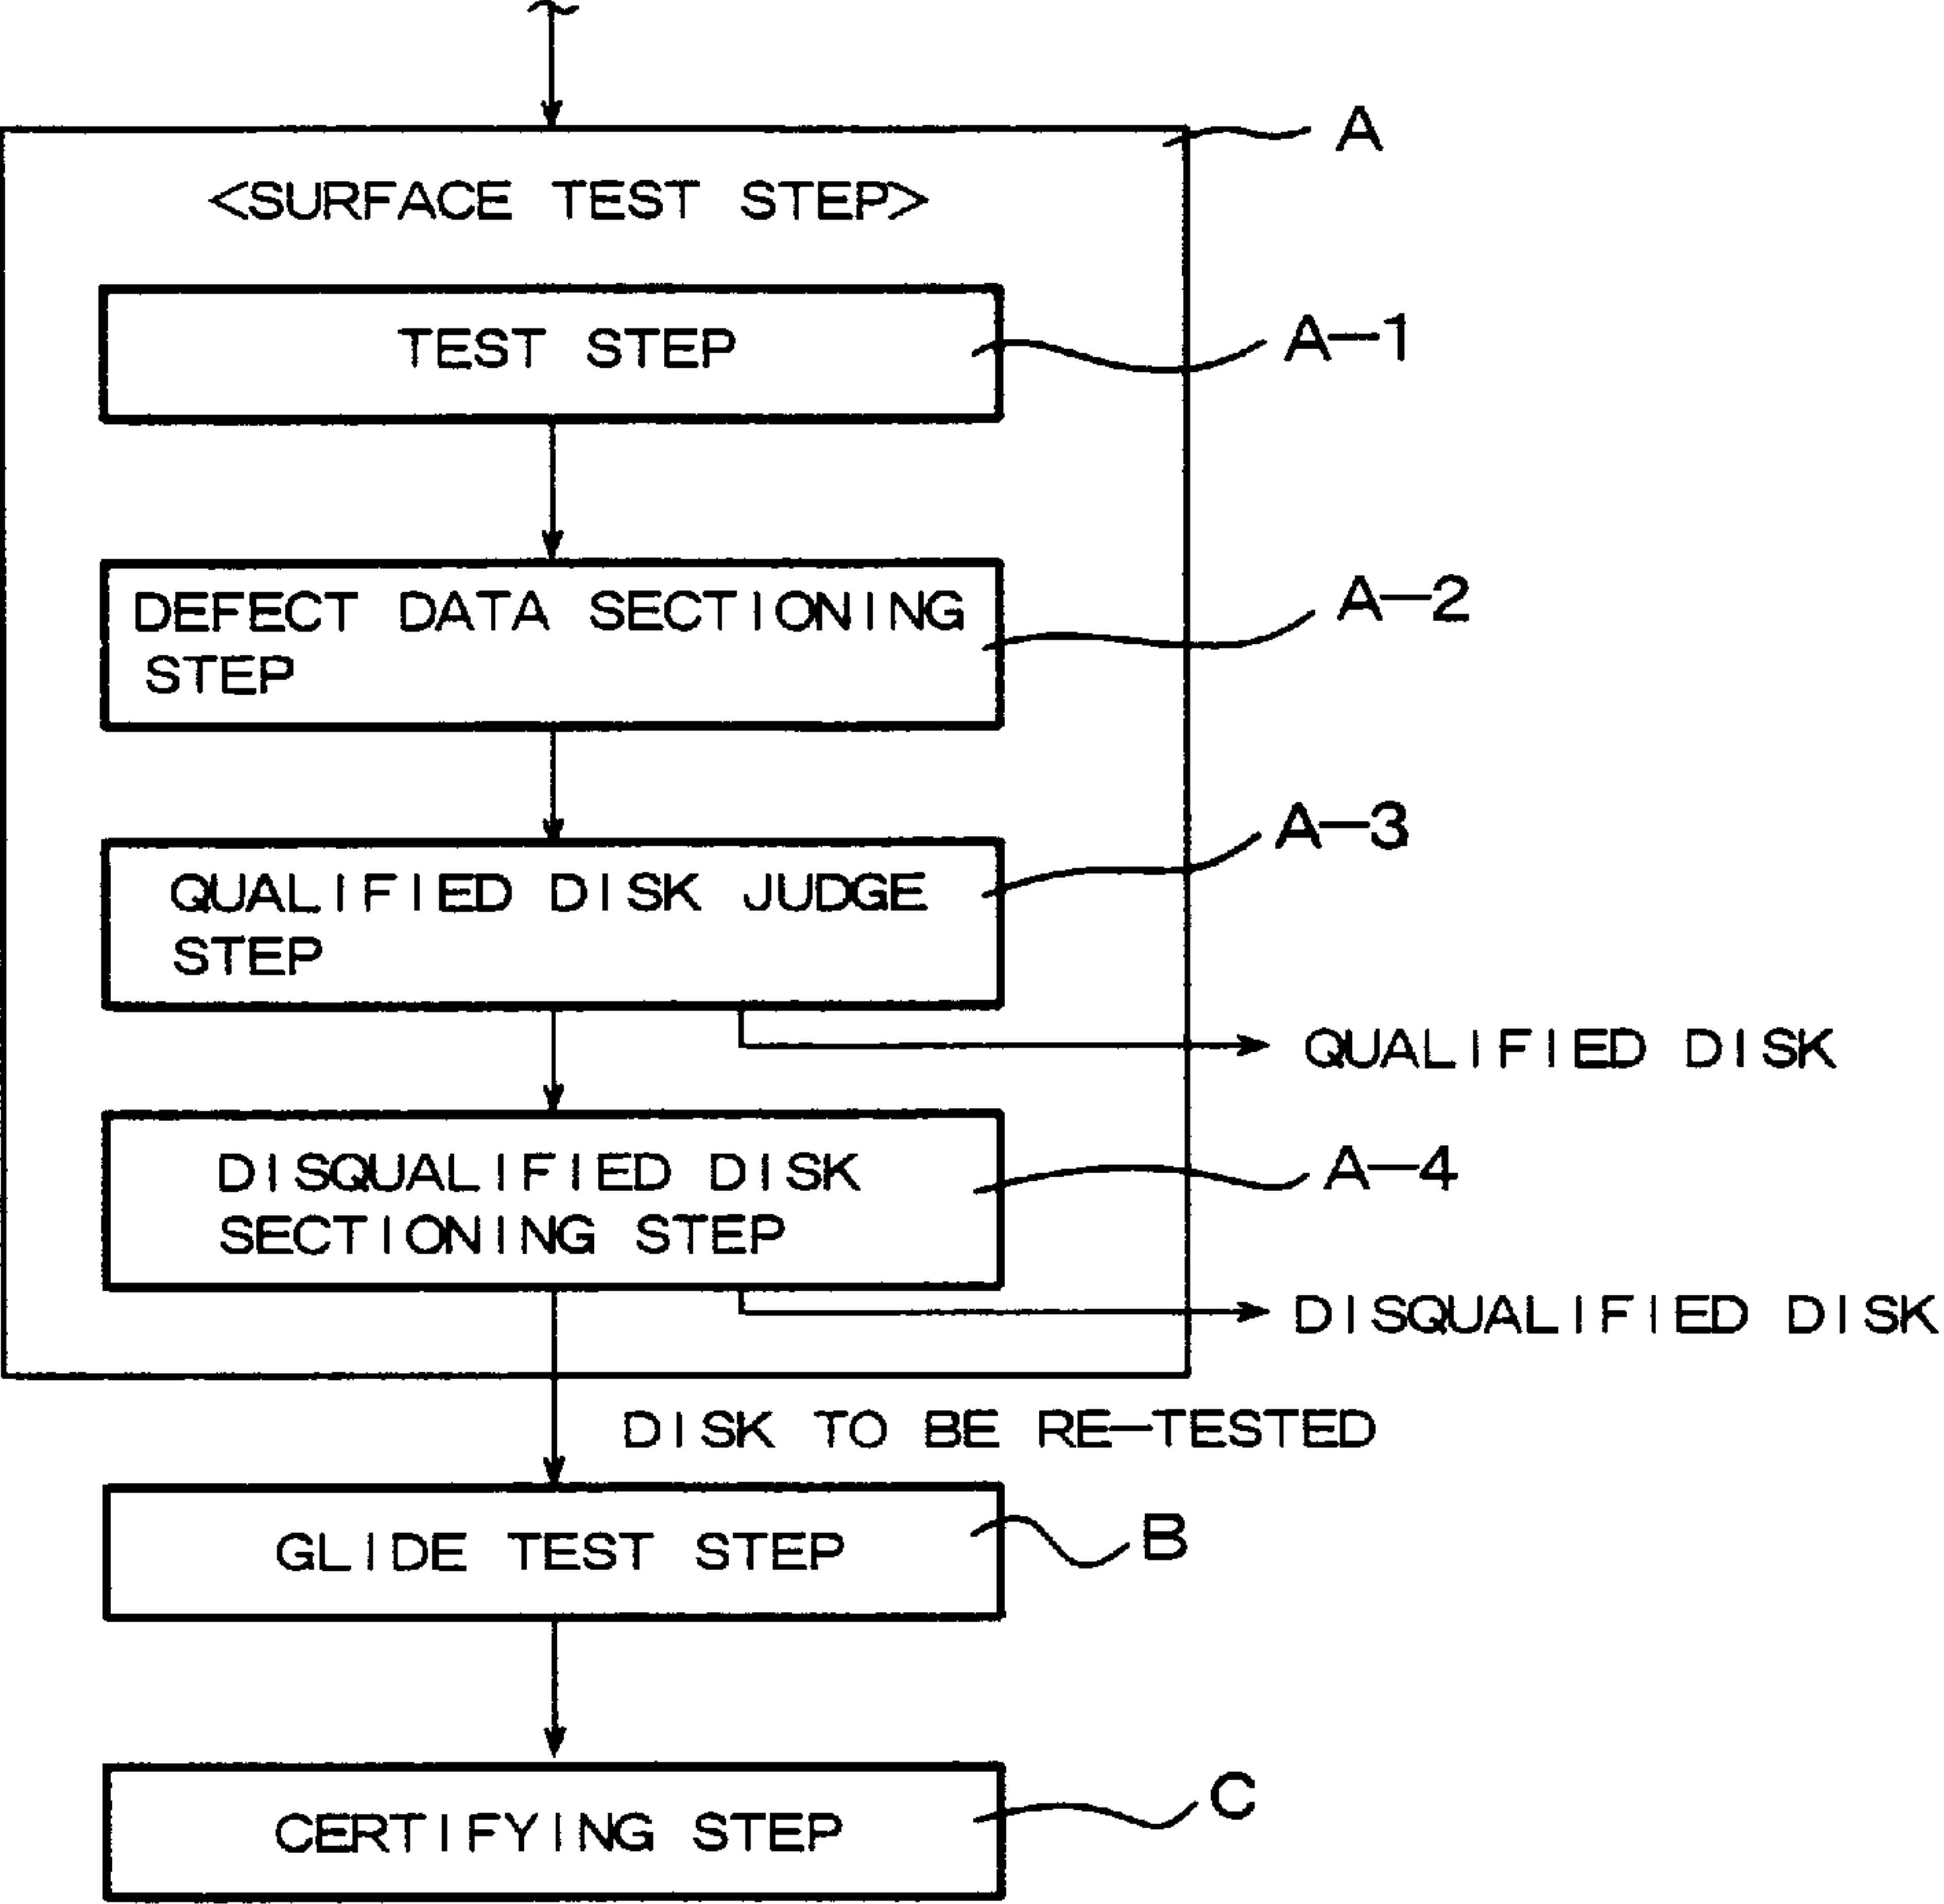 A
<SURFACE TEST STEP>
TEST STEP
A-1
DEFECT DATA SECTIONING
STEP
A-2
A-3
QUALIFIED DISK JUDGE
STEP
QUALIFIED DISK
DISQUALIFIED DISK
SECTIONING STEP
A-4
DISQUALIFIED DISK
DISK TO BE RE-TESTED
GLIDE TEST STEP
B
CERTIFYING STEP
C